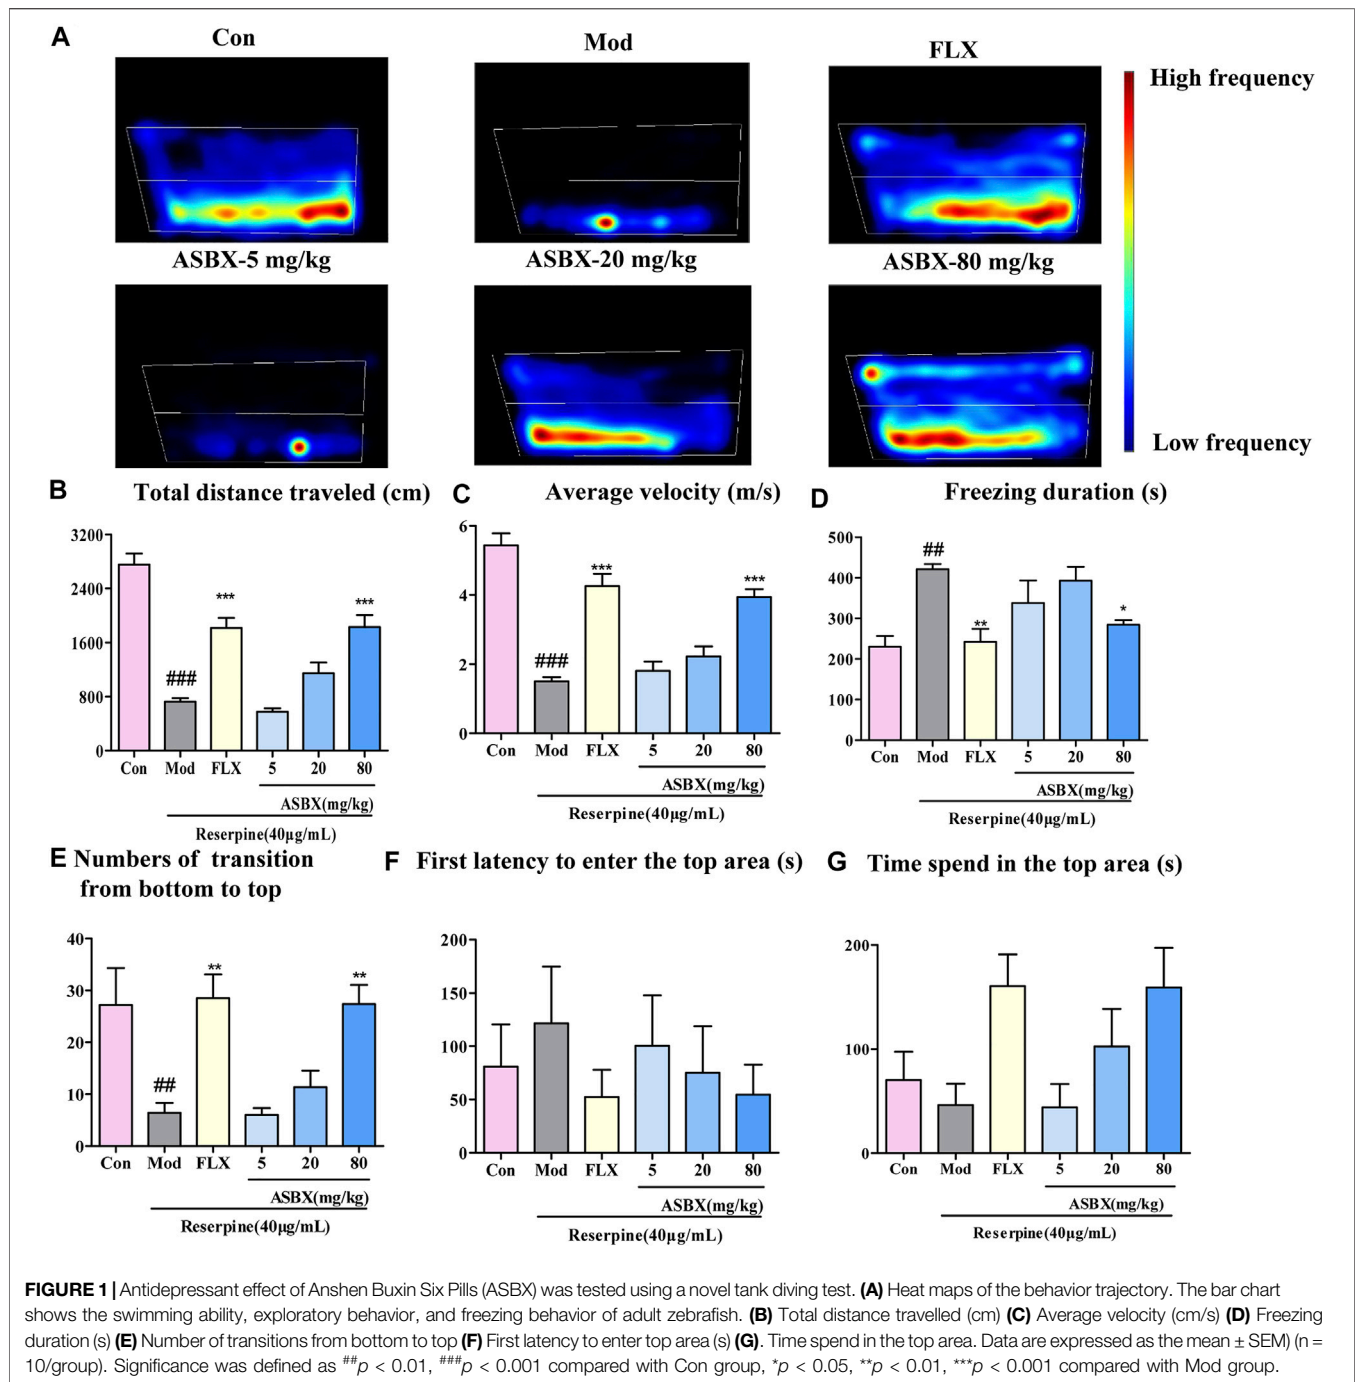 A
Con
Mod
FLX
High frequency
ASBX-5 mg/kg
ASBX-20 mg/kg
ASBX-80 mg/kg
Low frequency
B Total distance traveled (cm)
3200
2400
1600
800
0
###
***
***
Con Mod FLX 5 20 80
ASBX(mg/kg)
Reserpine(40μg/mL)
C Average velocity (m/s)
6
4
2
0
###
***
***
Con Mod FLX 5 20 80
ASBX(mg/kg)
Reserpine(40μg/mL)
D Freezing duration (s)
500
400
300
200
100
0
##
**
*
Con Mod FLX 5 20 80
ASBX(mg/kg)
Reserpine(40μg/mL)
E Numbers of transition
from bottom to top
40
30
20
10
0
##
**
**
Con Mod FLX 5 20 80
ASBX(mg/kg)
Reserpine(40μg/mL)
F First latency to enter the top area (s)
200
150
100
50
0
Con Mod FLX 5 20 80
ASBX(mg/kg)
Reserpine(40μg/mL)
G Time spend in the top area (s)
200
100
0
Con Mod FLX 5 20 80
ASBX(mg/kg)
Reserpine(40μg/mL)
FIGURE 1 | Antidepressant effect of Anshen Buxin Six Pills (ASBX) was tested using a novel tank diving test. (A) Heat maps of the behavior trajectory. The bar chart
shows the swimming ability, exploratory behavior, and freezing behavior of adult zebrafish. (B) Total distance travelled (cm) (C) Average velocity (cm/s) (D) Freezing
duration (s) (E) Number of transitions from bottom to top (F) First latency to enter top area (s) (G). Time spend in the top area. Data are expressed as the mean ± SEM) (n =
10/group). Significance was defined as ##p < 0.01, ###p < 0.001 compared with Con group, *p < 0.05, **p < 0.01, ***p < 0.001 compared with Mod group.